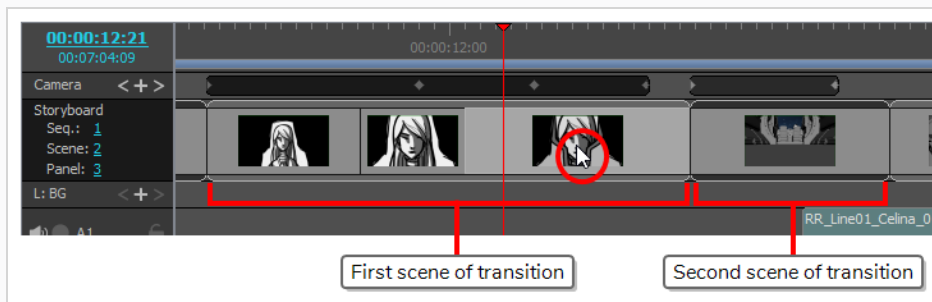 00:00:12:21
00:07:04:09
00:00:12:00
Camera < + >
Storyboard
Seq.: 1
Scene: 2
Panel: 3
L: BG < + >
A1
RR_Line01_Celina_0
First scene of transition
Second scene of transition